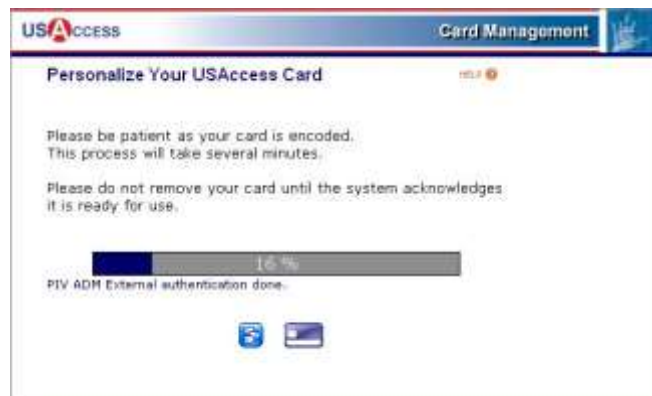 USAccess
Card Management
Personalize Your USAccess Card
HELP
Please be patient as your card is encoded.
This process will take several minutes.
Please do not remove your card until the system acknowledges
it is ready for use.
16 %
PIV ADM External authentication done.